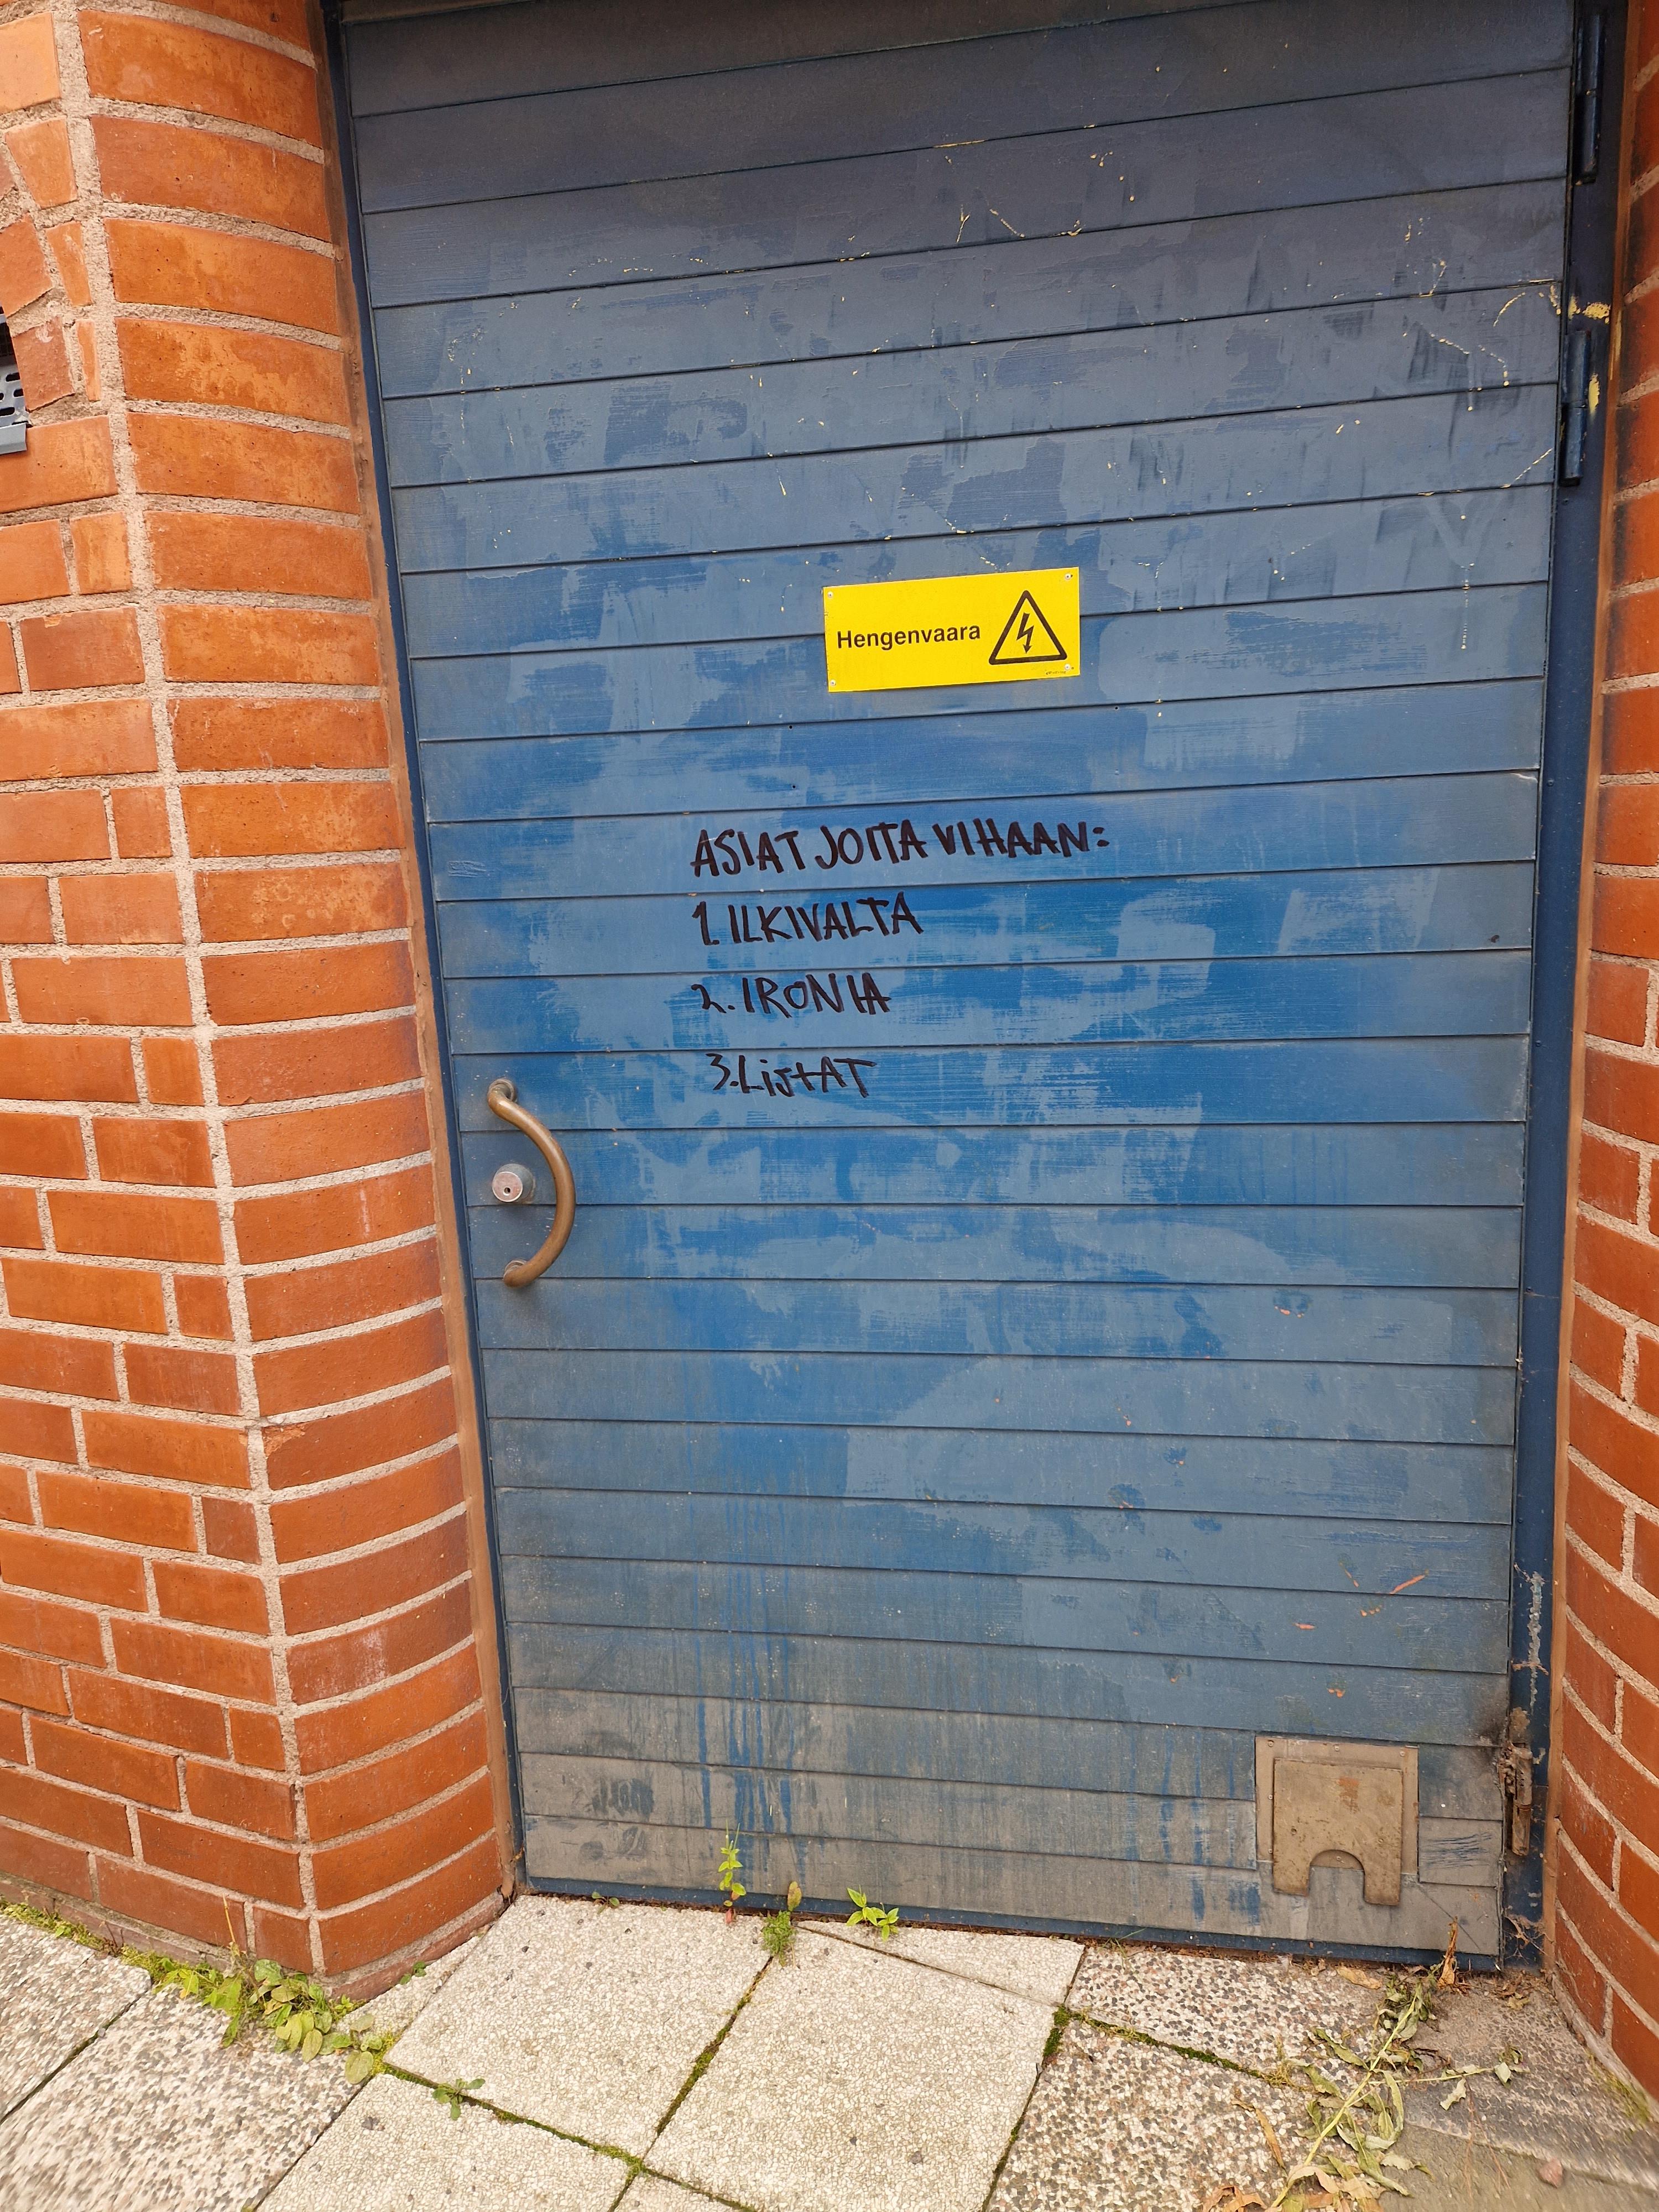 Hengenvaara
ASIAT JOITA VIHAAN:
1. ILKIVALTA
2. IRONIA
3. LiStAT